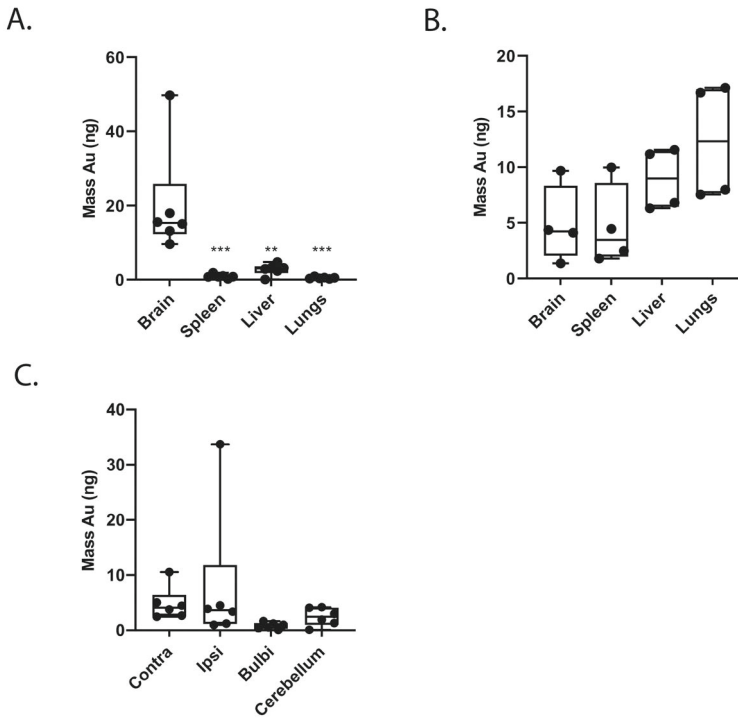 A.
Mass Au (ng)
60
40
20
0
***
**
***
Brain
Spleen
Liver
Lungs
B.
Mass Au (ng)
20
15
10
5
0
Brain
Spleen
Liver
Lungs
C.
Mass Au (ng)
40
30
20
10
0
Contra
Ipsi
Bulbi
Cerebellum